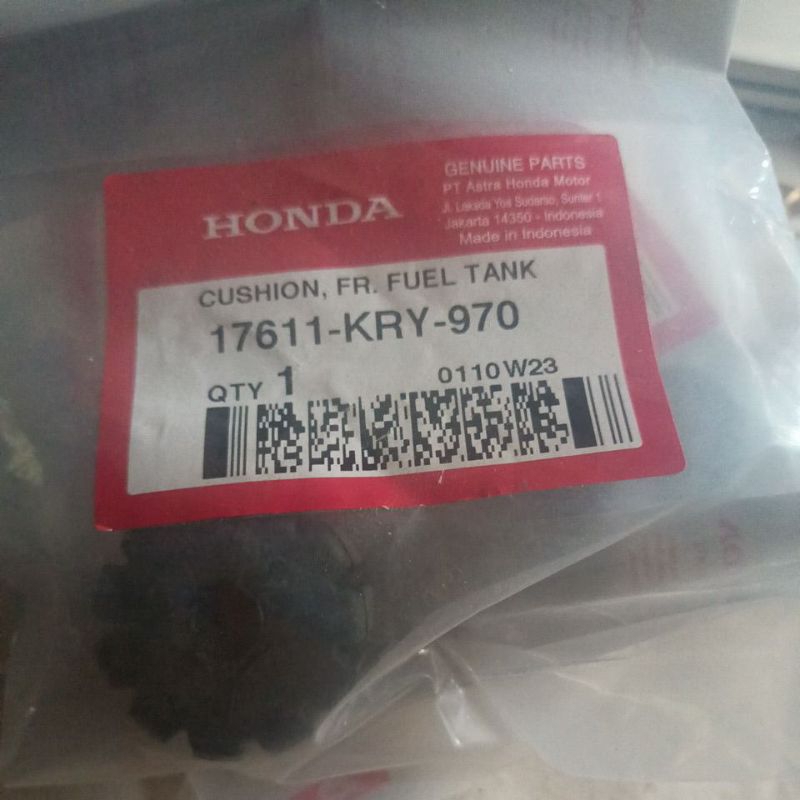 HONDA
GENUINE PARTS
PT Astra Honda Motor
Jl. Laksda Yos Sudarso, Sunter 1
Jakarta 14350 - Indonesia
Made in Indonesia
CUSHION, FR. FUEL TANK
17611-KRY-970
QTY 1
0110W23